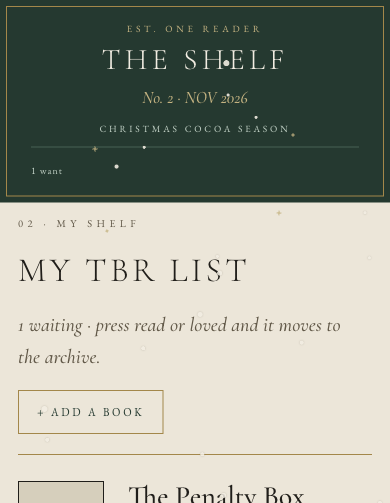 EST. ONE READER
THE SHELF
No. 2 · NOV 2026
CHRISTMAS COCOA SEASON
1 want
02 · MY SHELF
MY TBR LIST
1 waiting · press read or loved and it moves to
the archive.
+ ADD A BOOK
The Penalty Box